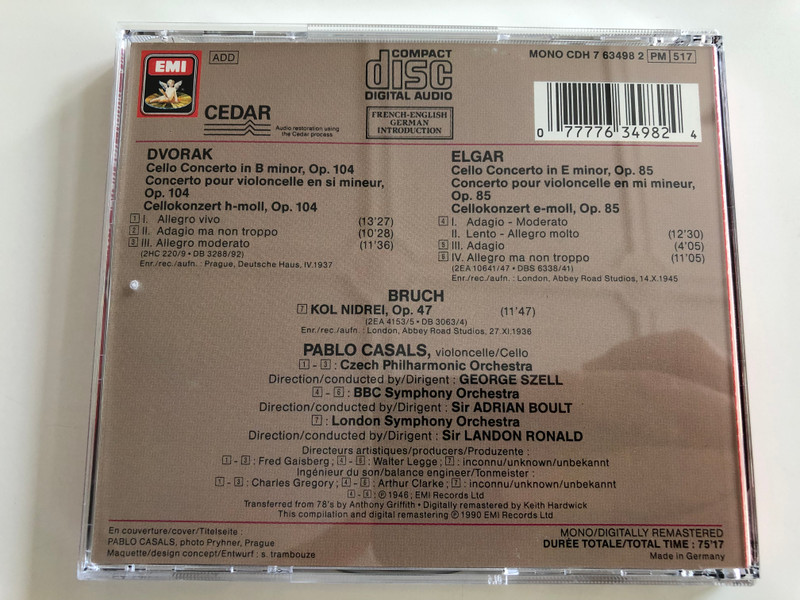 EMI
ADD
COMPACT
disc
DIGITAL AUDIO
MONO CDH 7 63498 2 PM 517
CEDAR
Audio restoration using
the Cedar process
FRENCH-ENGLISH
GERMAN
INTRODUCTION
0 77776 34982 4
DVORAK
Cello Concerto in B minor, Op. 104
Concerto pour violoncelle en si mineur,
Op. 104
Cellokonzert h-moll, Op. 104
1 I. Allegro vivo (13'27)
2 II. Adagio ma non troppo (10'28)
3 III. Allegro moderato (11'36)
(2HC 220/9 • DB 3288/92)
Enr./rec./aufn. : Prague, Deutsche Haus, IV.1937
ELGAR
Cello Concerto in E minor, Op. 85
Concerto pour violoncelle en mi mineur,
Op. 85
Cellokonzert e-moll, Op. 85
4 I. Adagio - Moderato
II. Lento - Allegro molto (12'30)
5 III. Adagio (4'05)
6 IV. Allegro ma non troppo (11'05)
(2EA 10641/47 • DBS 6338/41)
Enr./rec./aufn. : London, Abbey Road Studios, 14.X.1945
BRUCH
7 KOL NIDREI, Op. 47 (11'47)
(2EA 4153/5 • DB 3063/4)
Enr./rec./aufn. : London, Abbey Road Studios, 27.XI.1936
PABLO CASALS, violoncelle/Cello
1 - 3 : Czech Philharmonic Orchestra
Direction/conducted by/Dirigent : GEORGE SZELL
4 - 6 : BBC Symphony Orchestra
Direction/conducted by/Dirigent : Sir ADRIAN BOULT
7 : London Symphony Orchestra
Direction/conducted by/Dirigent : Sir LANDON RONALD
Directeurs artistiques/producers/Produzente :
1 - 3 : Fred Gaisberg ; 4 - 6 : Walter Legge ; 7 : inconnu/unknown/unbekannt
Ingénieur du son/balance engineer/Tonmeister :
1 - 3 : Charles Gregory ; 4 - 6 : Arthur Clarke ; 7 : inconnu/unknown/unbekannt
4 - 6 : ℗ 1946 ; EMI Records Ltd
Transferred from 78's by Anthony Griffith • Digitally remastered by Keith Hardwick
This compilation and digital remastering ℗ 1990 EMI Records Ltd
En couverture/cover/Titelseite :
PABLO CASALS, photo Pryhner, Prague
Maquette/design concept/Entwurf : s. trambouze
MONO/DIGITALLY REMASTERED
DURÉE TOTALE/TOTAL TIME : 75'17
Made in Germany